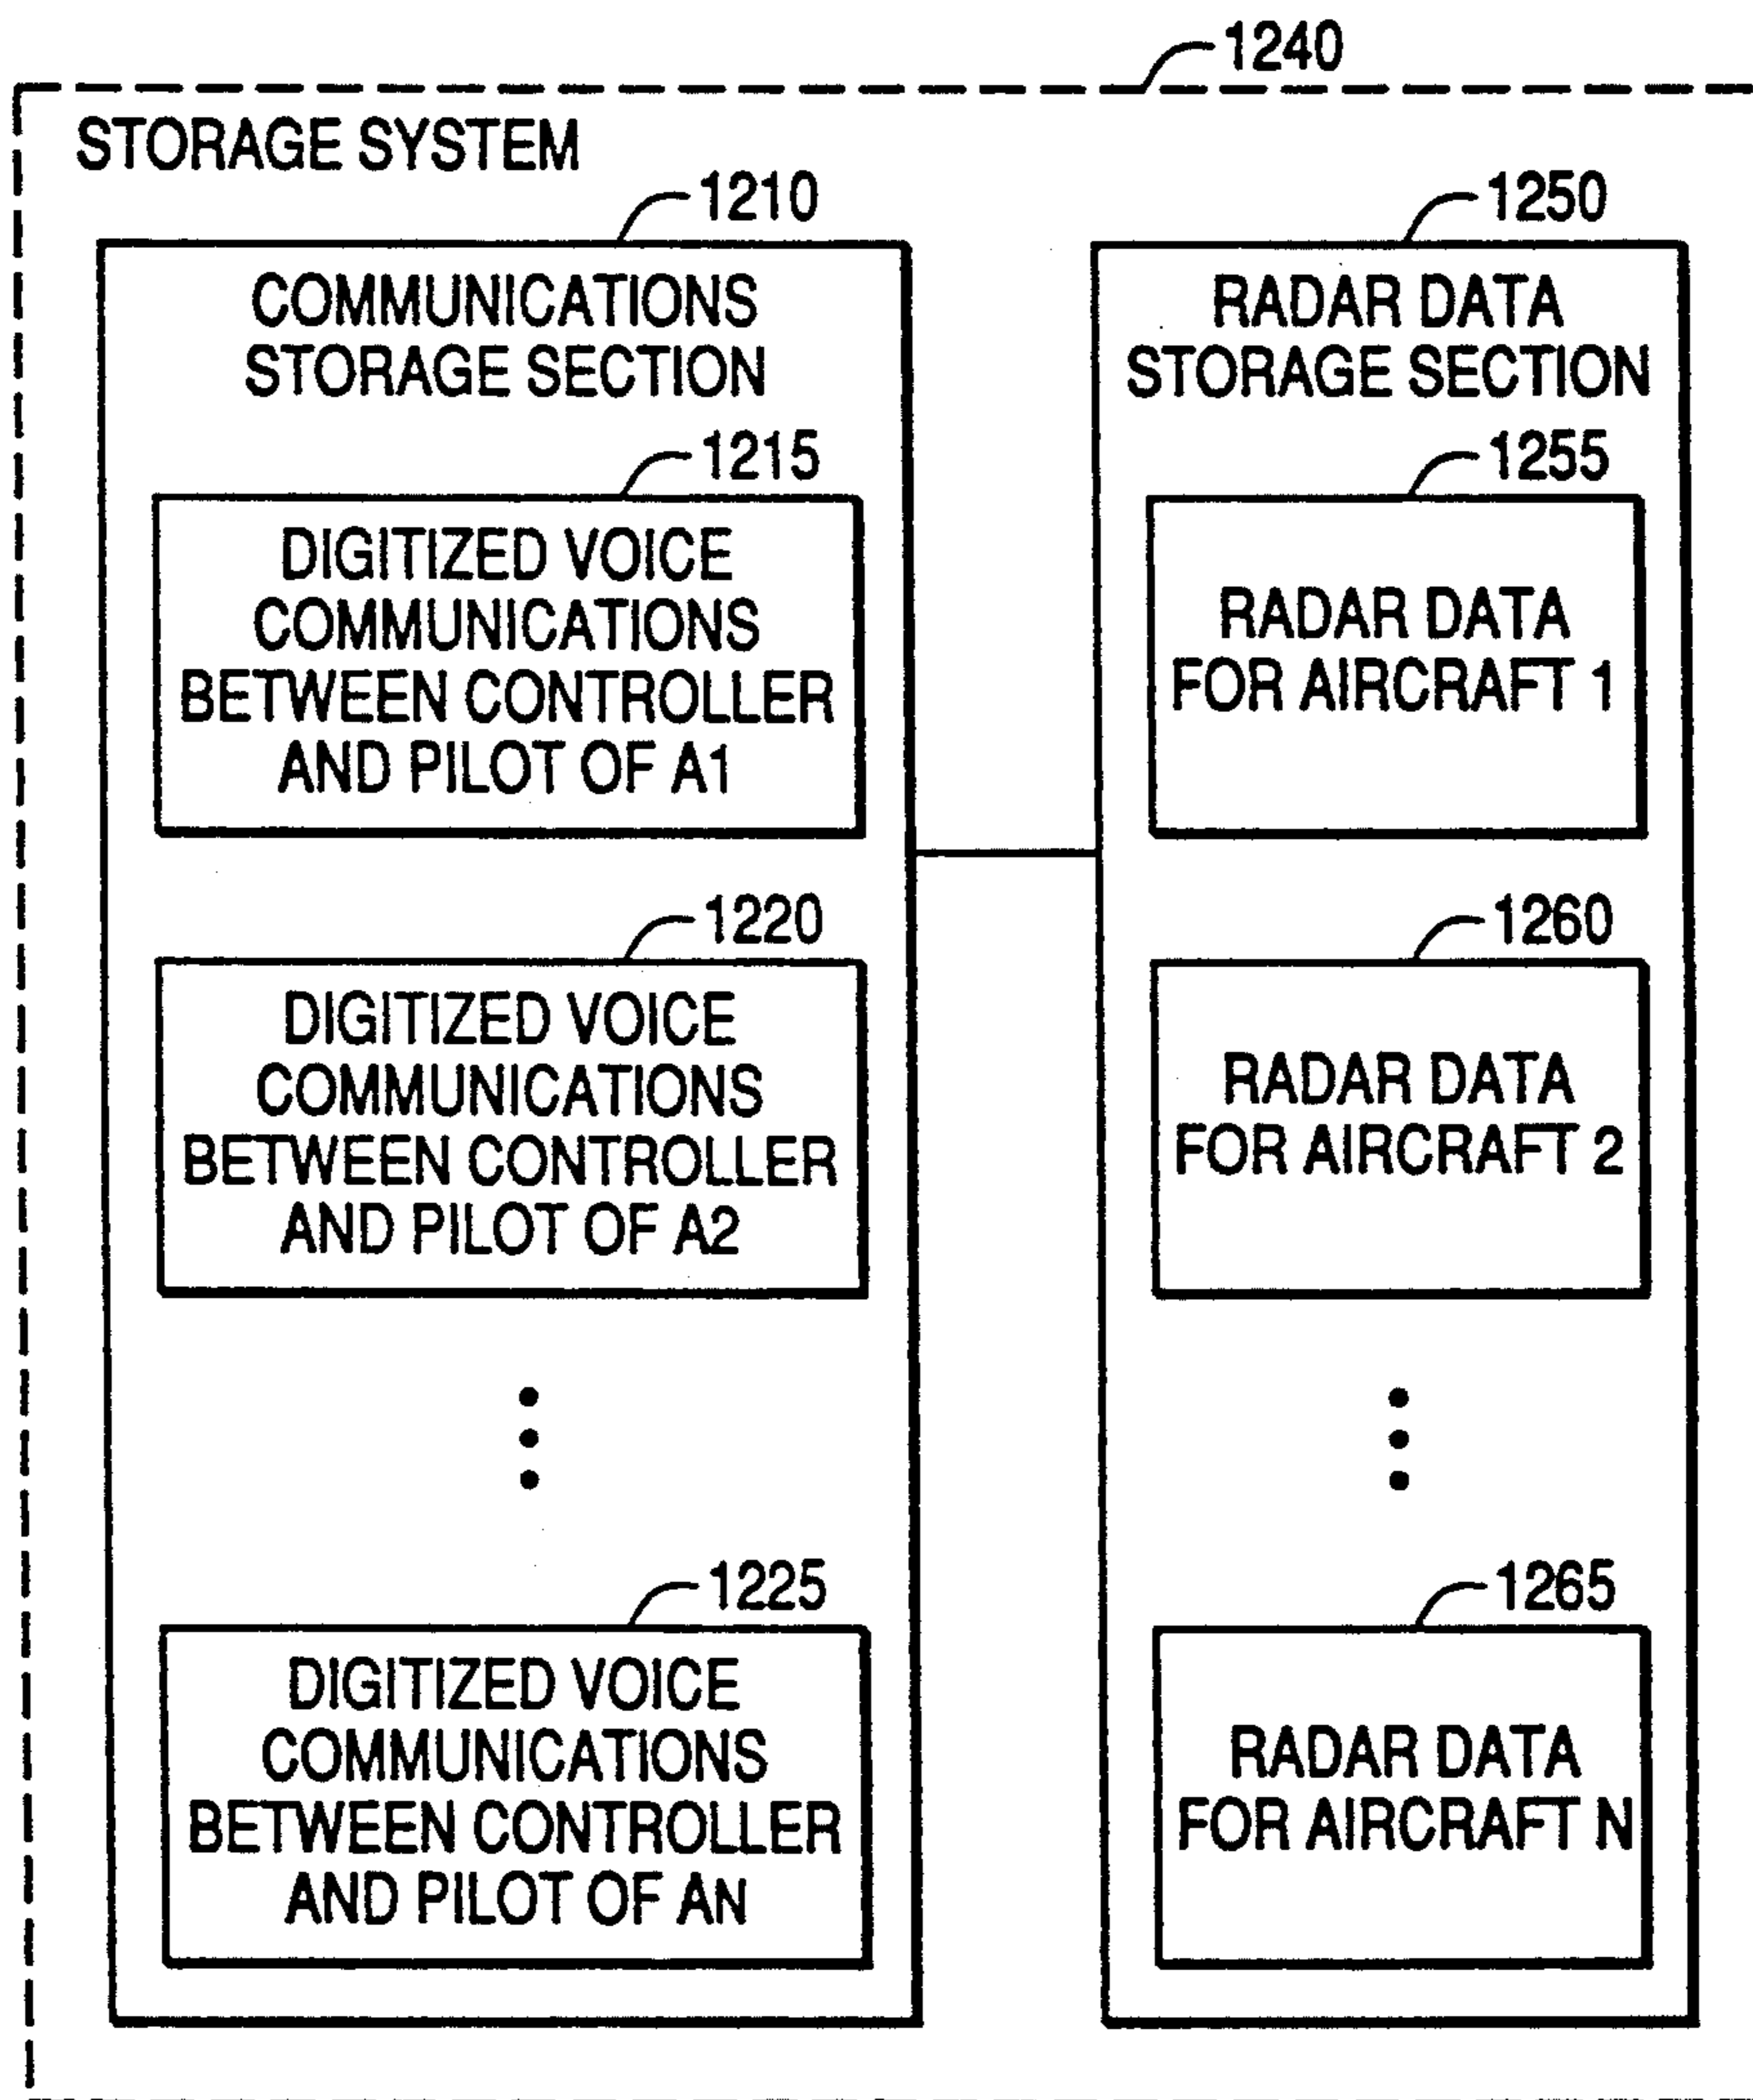 1240
STORAGE SYSTEM
1210
COMMUNICATIONS
STORAGE SECTION
1215
DIGITIZED VOICE
COMMUNICATIONS
BETWEEN CONTROLLER
AND PILOT OF A1
1220
DIGITIZED VOICE
COMMUNICATIONS
BETWEEN CONTROLLER
AND PILOT OF A2
1225
DIGITIZED VOICE
COMMUNICATIONS
BETWEEN CONTROLLER
AND PILOT OF AN
1250
RADAR DATA
STORAGE SECTION
1255
RADAR DATA
FOR AIRCRAFT 1
1260
RADAR DATA
FOR AIRCRAFT 2
1265
RADAR DATA
FOR AIRCRAFT N